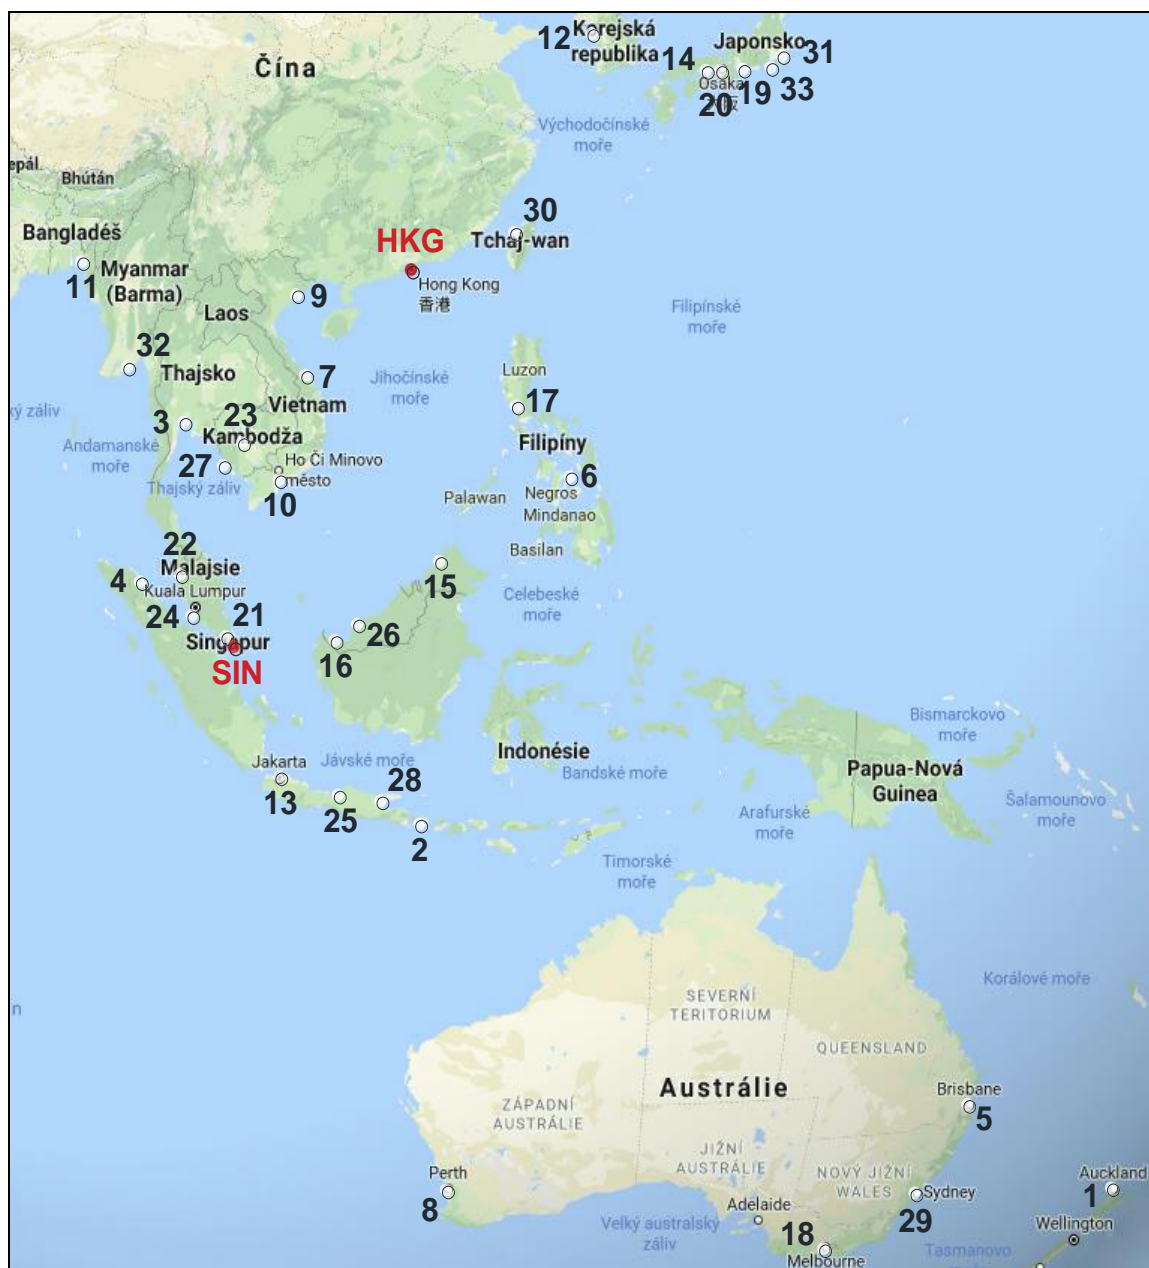 12
Korejská
republika
Japonsko
31
14
Ósaka
大阪
20
19
33
Čína
Východočínské
moře
epál.
Bhútán
Bangladéš
11
Myanmar
(Barma)
30
Tchaj-wan
HKG
Hong Kong
香港
9
Laos
Filipínské
moře
32
Thajsko
7
Vietnam
Jihočínské
moře
Luzon
17
ký záliv
3
23
Kambodža
Andamanské
moře
27
Ho Či Minovo
město
Thajský záliv
10
Filipíny
6
Palawan
Negros
Mindanao
Basilan
22
Malajsie
4
Kuala Lumpur
24
21
Singapur
SIN
15
Celebeské
moře
26
16
Bismarckovo
moře
Jakarta
13
Jávské moře
28
25
2
Indonésie
Bandské moře
Papua-Nová
Guinea
Arafurské
moře
Šalamounovo
moře
Timorské
moře
Korálové moře
n
SEVERNÍ
TERITORIUM
QUEENSLAND
Austrálie
ZÁPADNÍ
AUSTRÁLIE
Brisbane
5
JIŽNÍ
AUSTRÁLIE
NOVÝ JIŽNÍ
WALES
Perth
8
Adelaide
Sydney
29
Auckland
1
Wellington
Velký australský
záliv
18
Melbourne
Tasmanovo